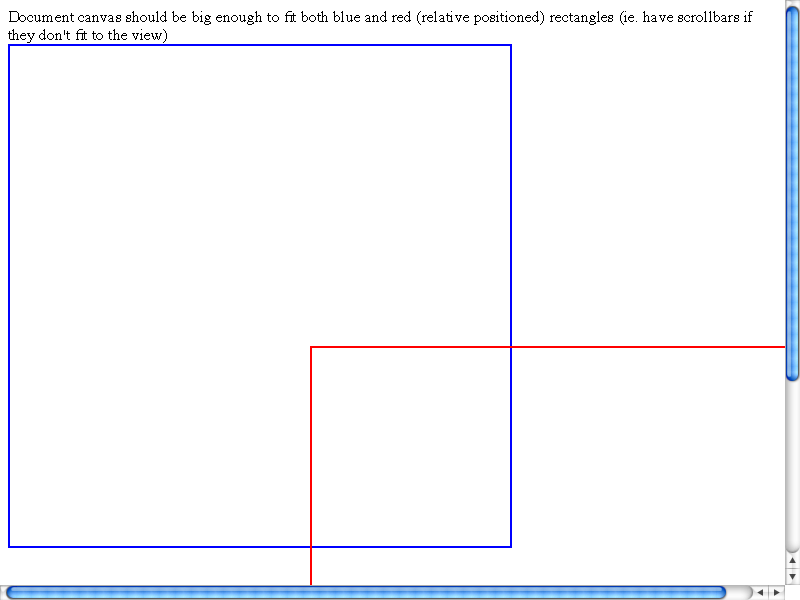 Document canvas should be big enough to fit both blue and red (relative positioned) rectangles (ie. have scrollbars if
they don't fit to the view)